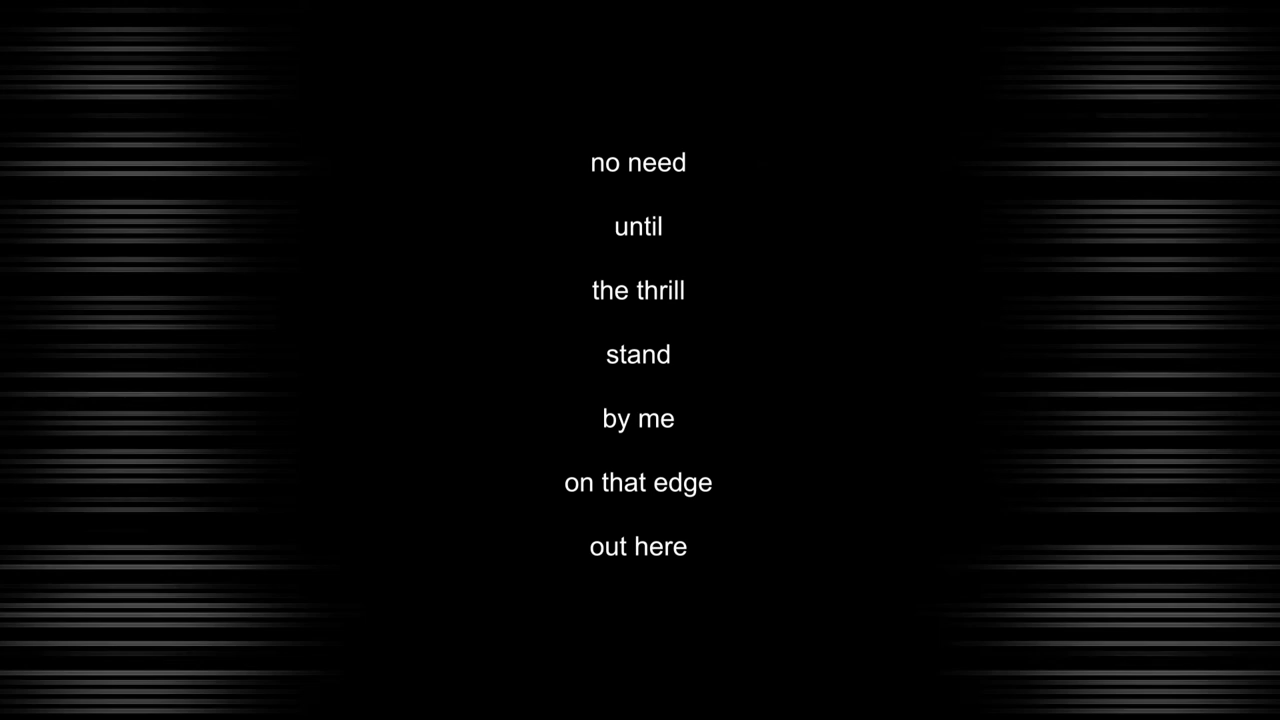 no need
until
the thrill
stand
by me
on that edge
out here